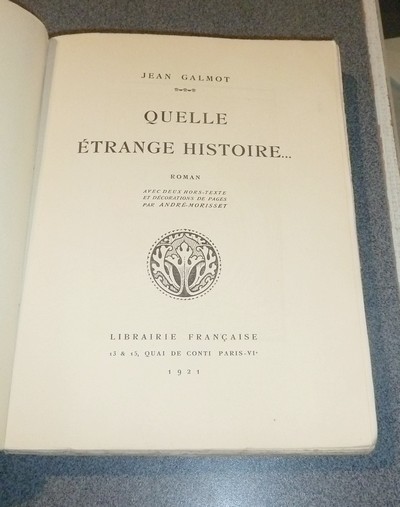 JEAN GALMOT
QUELLE
ÉTRANGE HISTOIRE...
ROMAN
AVEC DEUX HORS-TEXTE
ET DÉCORATIONS DE PAGES
PAR ANDRÉ-MORISSET
LIBRAIRIE FRANÇAISE
13 & 15, QUAI DE CONTI PARIS-VIᵉ
1921